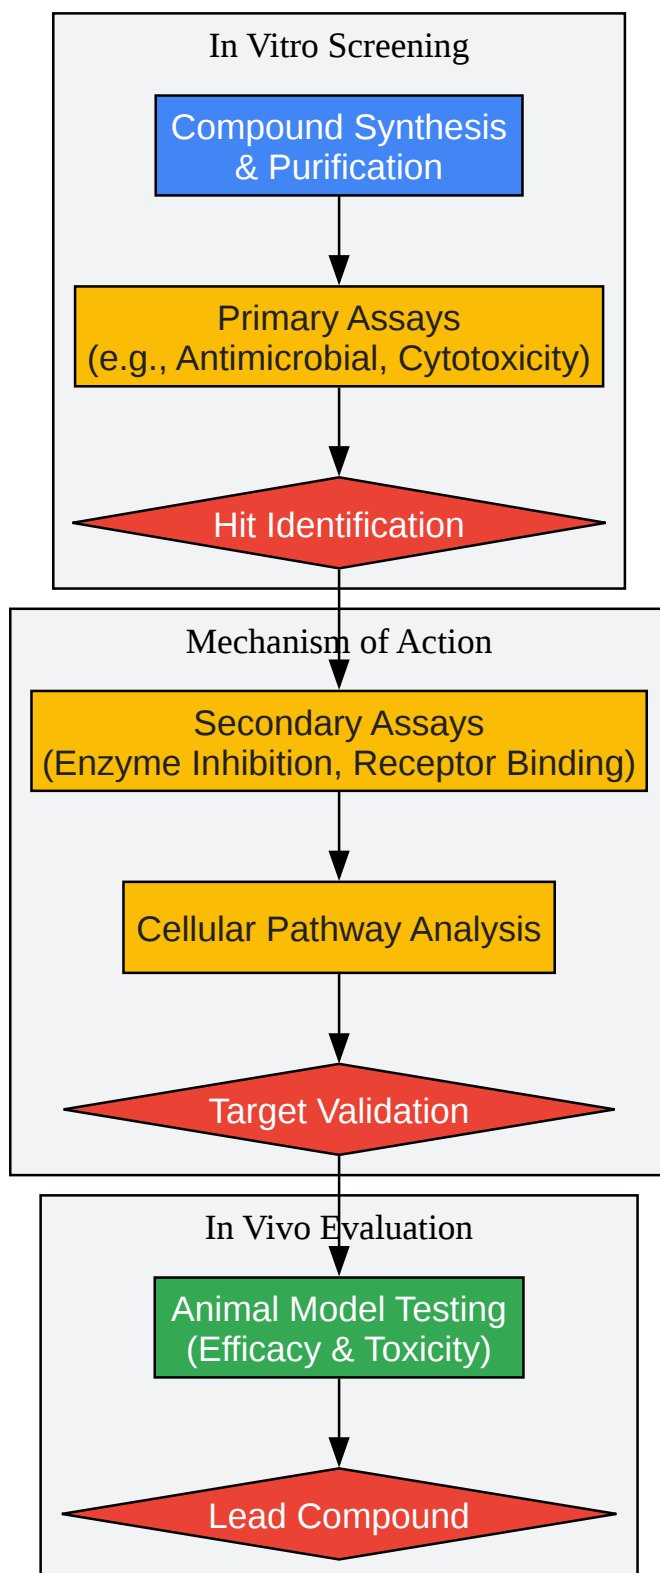 In Vitro Screening
Compound Synthesis
& Purification
Primary Assays
(e.g., Antimicrobial, Cytotoxicity)
Hit Identification
Mechanism of Action
Secondary Assays
(Enzyme Inhibition, Receptor Binding)
Cellular Pathway Analysis
Target Validation
In Vivo Evaluation
Animal Model Testing
(Efficacy & Toxicity)
Lead Compound